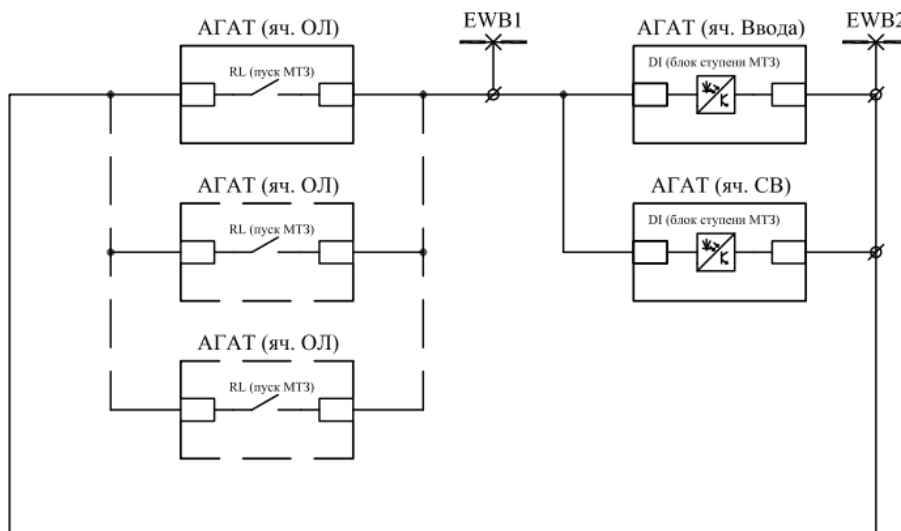 АГАТ (яч. ОЛ)
EWB1
АГАТ (яч. Ввода)
EWB2
RL (пуск МТЗ)
DI (блок ступени МТЗ)
АГАТ (яч. ОЛ)
АГАТ (яч. СВ)
RL (пуск МТЗ)
DI (блок ступени МТЗ)
АГАТ (яч. ОЛ)
RL (пуск МТЗ)